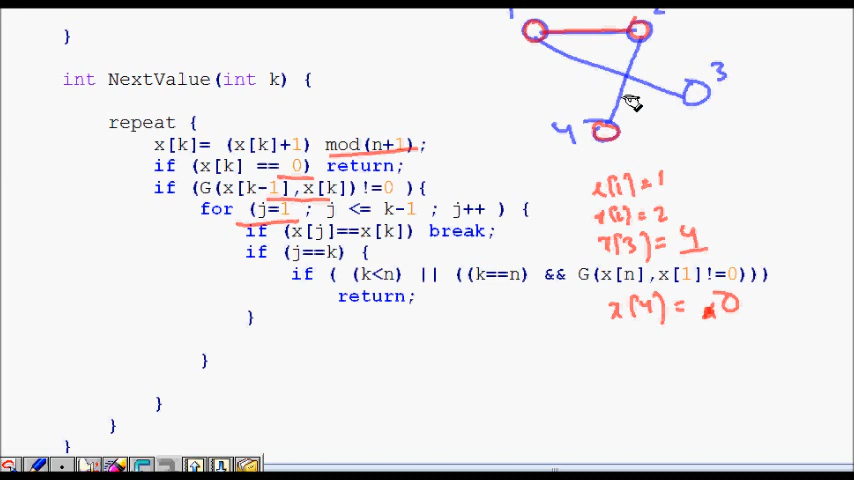 1 2
}
int NextValue(int k) {
3
repeat {
4
x[k]= (x[k]+1) mod(n+1);
if (x[k] == 0) return;
if (G(x[k-1],x[k])!=0 ){
x[1]=1
for (j=1 ; j <= k-1 ; j++ ) {
x[2]=2
if (x[j]==x[k]) break;
x[3]= 4
if (j==k) {
if ( (k<n) || ((k==n) && G(x[n],x[1]!=0)))
return;
x[4]= 0
}
}
}
}
}